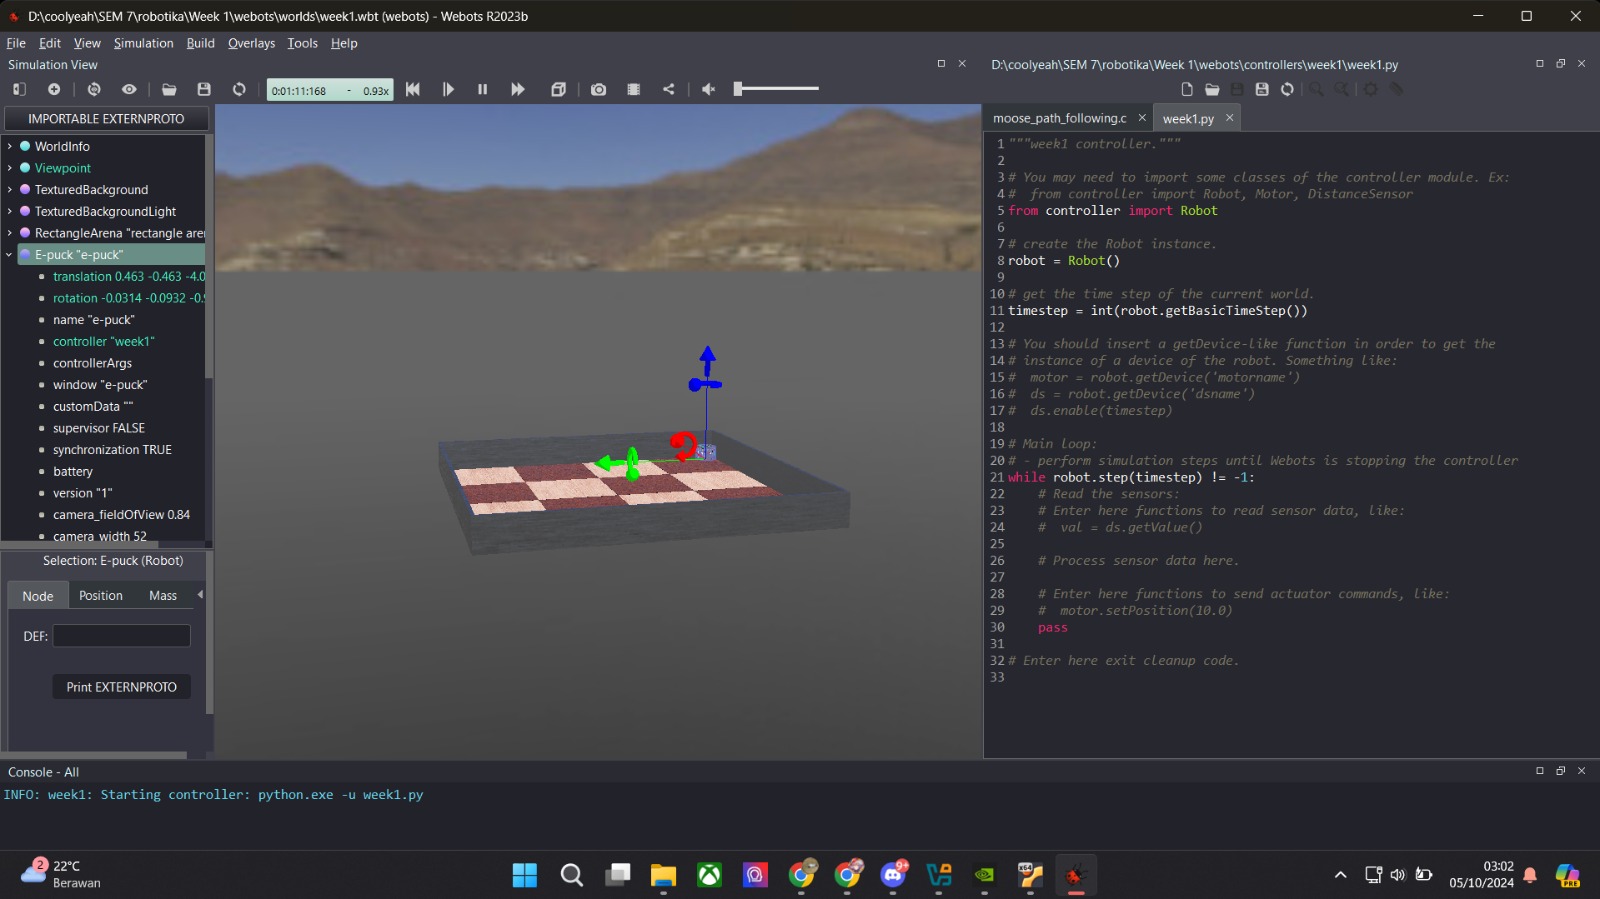 D:\coolyeah\SEM 7\robotika\Week 1\webots\worlds\week1.wbt (webots) - Webots R2023b
File Edit View Simulation Build Overlays Tools Help
Simulation View
0:01:11:168 - 0.93x
IMPORTABLE EXTERNPROTO
WorldInfo
Viewpoint
TexturedBackground
TexturedBackgroundLight
RectangleArena "rectangle are
E-puck "e-puck"
translation 0.463 -0.463 -4.0
rotation -0.0314 -0.0932 -0.
name "e-puck"
controller "week1"
controllerArgs
window "e-puck"
customData ""
supervisor FALSE
synchronization TRUE
battery
version "1"
camera_fieldOfView 0.84
camera_width 52
Selection: E-puck (Robot)
Node Position Mass
DEF:
Print EXTERNPROTO
D:\coolyeah\SEM 7\robotika\Week 1\webots\controllers\week1\week1.py
moose_path_following.c week1.py
1 """week1 controller."""
2
3 # You may need to import some classes of the controller module. Ex:
4 #  from controller import Robot, Motor, DistanceSensor
5 from controller import Robot
6
7 # create the Robot instance.
8 robot = Robot()
9
10 # get the time step of the current world.
11 timestep = int(robot.getBasicTimeStep())
12
13 # You should insert a getDevice-like function in order to get the
14 # instance of a device of the robot. Something like:
15 #  motor = robot.getDevice('motorname')
16 #  ds = robot.getDevice('dsname')
17 #  ds.enable(timestep)
18
19 # Main loop:
20 # - perform simulation steps until Webots is stopping the controller
21 while robot.step(timestep) != -1:
22     # Read the sensors:
23     # Enter here functions to read sensor data, like:
24     #  val = ds.getValue()
25
26     # Process sensor data here.
27
28     # Enter here functions to send actuator commands, like:
29     #  motor.setPosition(10.0)
30     pass
31
32 # Enter here exit cleanup code.
33
Console - All
INFO: week1: Starting controller: python.exe -u week1.py
2
22°C
Berawan
9+
X64
03:02
05/10/2024
PRE